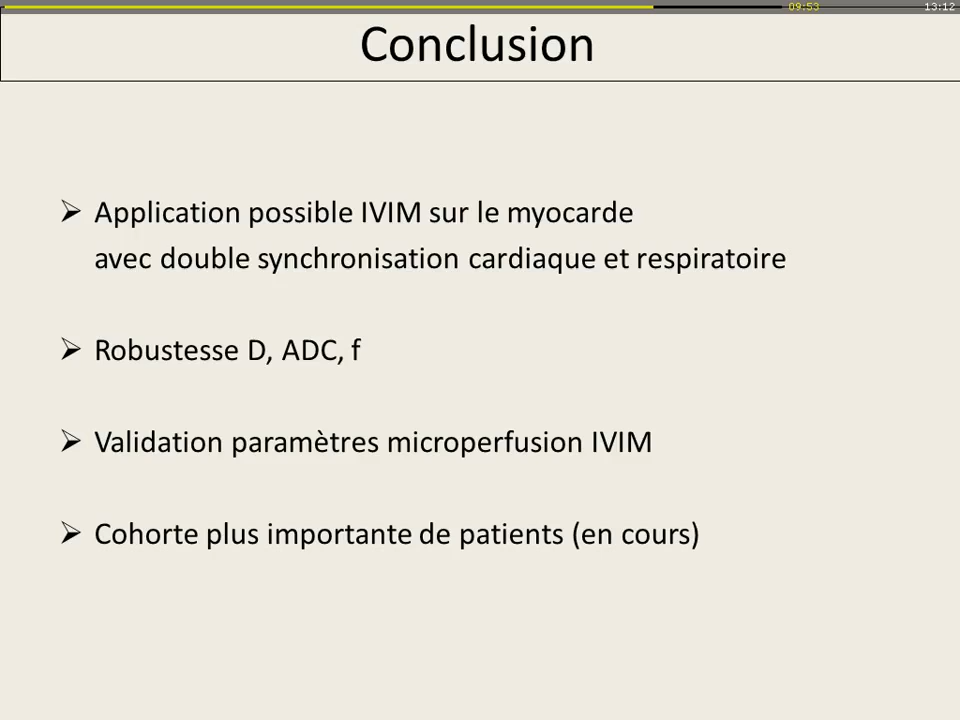 09:53
13:12
Conclusion
Application possible IVIM sur le myocarde
avec double synchronisation cardiaque et respiratoire
Robustesse D, ADC, f
Validation paramètres microperfusion IVIM
Cohorte plus importante de patients (en cours)